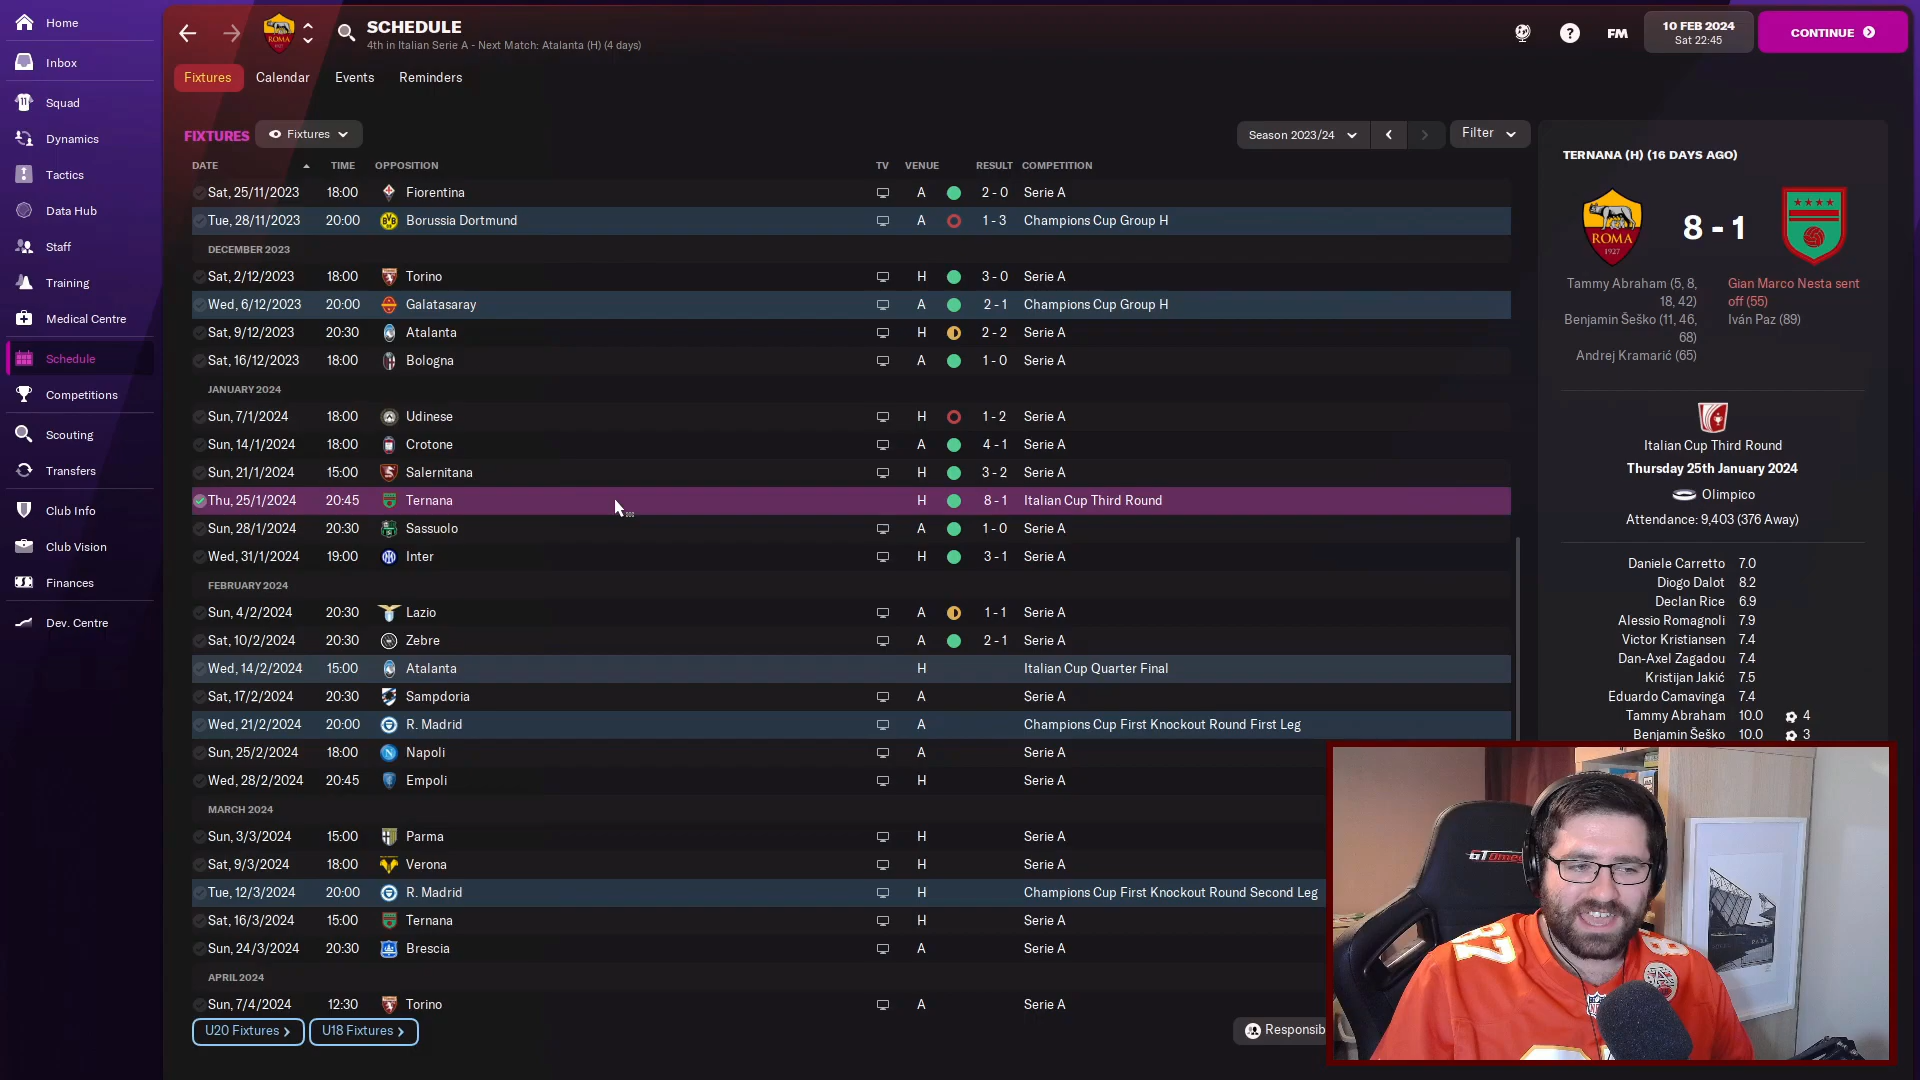 Home
Inbox
Squad
Dynamics
Tactics
Data Hub
Staff
Training
Medical Centre
Schedule
Competitions
Scouting
Transfers
Club Info
Club Vision
Finances
Dev. Centre
SCHEDULE
4th in Italian Serie A - Next Match: Atalanta (H) (4 days)
FM
10 FEB 2024
Sat 22:45
CONTINUE
Fixtures Calendar Events Reminders
FIXTURES Fixtures Season 2023/24 Filter
DATE TIME OPPOSITION TV VENUE RESULT COMPETITION
Sat, 25/11/2023 18:00 Fiorentina A 2 - 0 Serie A
Tue, 28/11/2023 20:00 Borussia Dortmund A 1 - 3 Champions Cup Group H
DECEMBER 2023
Sat, 2/12/2023 18:00 Torino H 3 - 0 Serie A
Wed, 6/12/2023 20:00 Galatasaray A 2 - 1 Champions Cup Group H
Sat, 9/12/2023 20:30 Atalanta H 2 - 2 Serie A
Sat, 16/12/2023 18:00 Bologna A 1 - 0 Serie A
JANUARY 2024
Sun, 7/1/2024 18:00 Udinese H 1 - 2 Serie A
Sun, 14/1/2024 18:00 Crotone A 4 - 1 Serie A
Sun, 21/1/2024 15:00 Salernitana H 3 - 2 Serie A
Thu, 25/1/2024 20:45 Ternana H 8 - 1 Italian Cup Third Round
Sun, 28/1/2024 20:30 Sassuolo A 1 - 0 Serie A
Wed, 31/1/2024 19:00 Inter H 3 - 1 Serie A
FEBRUARY 2024
Sun, 4/2/2024 20:30 Lazio A 1 - 1 Serie A
Sat, 10/2/2024 20:30 Zebre A 2 - 1 Serie A
Wed, 14/2/2024 15:00 Atalanta H Italian Cup Quarter Final
Sat, 17/2/2024 20:30 Sampdoria A Serie A
Wed, 21/2/2024 20:00 R. Madrid A Champions Cup First Knockout Round First Leg
Sun, 25/2/2024 18:00 Napoli A Serie A
Wed, 28/2/2024 20:45 Empoli H Serie A
MARCH 2024
Sun, 3/3/2024 15:00 Parma H Serie A
Sat, 9/3/2024 18:00 Verona H Serie A
Tue, 12/3/2024 20:00 R. Madrid H Champions Cup First Knockout Round Second Leg
Sat, 16/3/2024 15:00 Ternana H Serie A
Sun, 24/3/2024 20:30 Brescia A Serie A
APRIL 2024
Sun, 7/4/2024 12:30 Torino A Serie A
U20 Fixtures U18 Fixtures Responsib
TERNANA (H) (16 DAYS AGO)
ROMA
1927
8 - 1
Tammy Abraham (5, 8,
18, 42)
Benjamin Šeško (11, 46,
68)
Andrej Kramarić (65)
Gian Marco Nesta sent
off (55)
Iván Paz (89)
Italian Cup Third Round
Thursday 25th January 2024
Olimpico
Attendance: 9,403 (376 Away)
Daniele Carretto 7.0
Diogo Dalot 8.2
Declan Rice 6.9
Alessio Romagnoli 7.9
Victor Kristiansen 7.4
Dan-Axel Zagadou 7.4
Kristijan Jakić 7.5
Eduardo Camavinga 7.4
Tammy Abraham 10.0 4
Benjamin Šeško 10.0 3
87
NFL